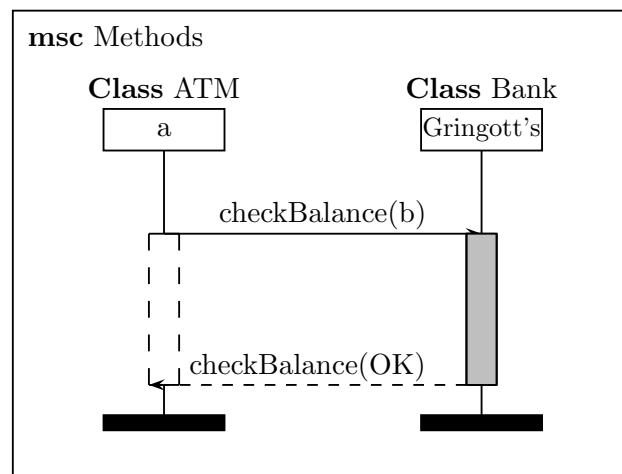 msc Methods
Class ATM
Class Bank
a
Gringott's
checkBalance(b)
checkBalance(OK)